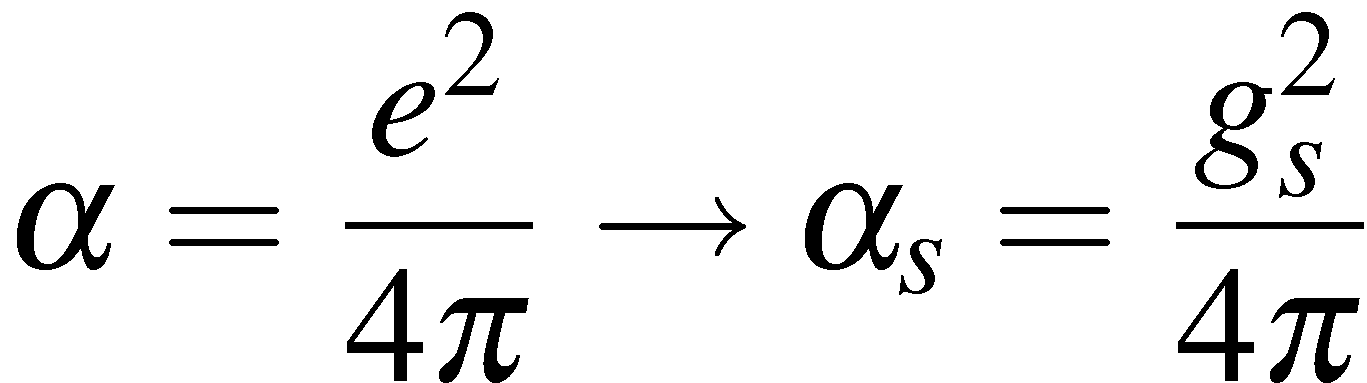 α = e²/4π → αₛ = gₛ²/4π